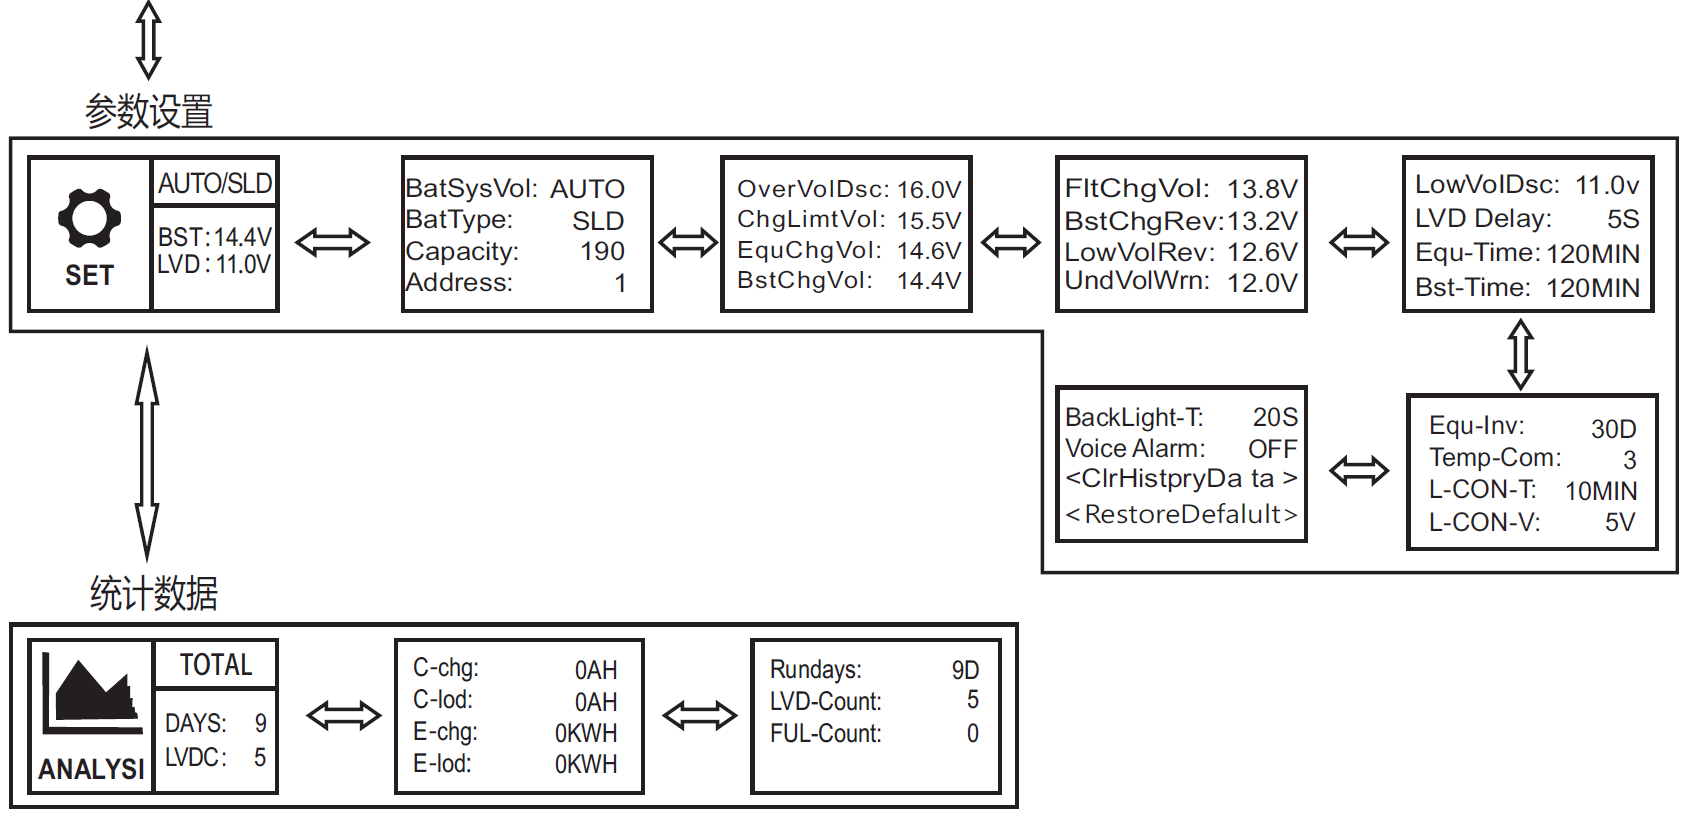 参数设置
SET
AUTO/SLD
BST:14.4V
LVD:11.0V
BatSysVol: AUTO
BatType: SLD
Capacity: 190
Address: 1
OverVolDsc: 16.0V
ChgLimtVol: 15.5V
EquChgVol: 14.6V
BstChgVol: 14.4V
FltChgVol: 13.8V
BstChgRev:13.2V
LowVolRev: 12.6V
UndVolWrn: 12.0V
LowVolDsc: 11.0v
LVD Delay: 5S
Equ-Time: 120MIN
Bst-Time: 120MIN
BackLight-T: 20S
Voice Alarm: OFF
<ClrHistpryDa ta >
<RestoreDefalult>
Equ-Inv: 30D
Temp-Com: 3
L-CON-T: 10MIN
L-CON-V: 5V
统计数据
ANALYSI
TOTAL
DAYS: 9
LVDC: 5
C-chg: 0AH
C-lod: 0AH
E-chg: 0KWH
E-lod: 0KWH
Rundays: 9D
LVD-Count: 5
FUL-Count: 0